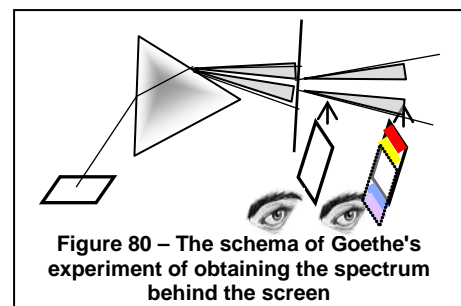 Figure 80 – The schema of Goethe's
experiment of obtaining the spectrum
behind the screen